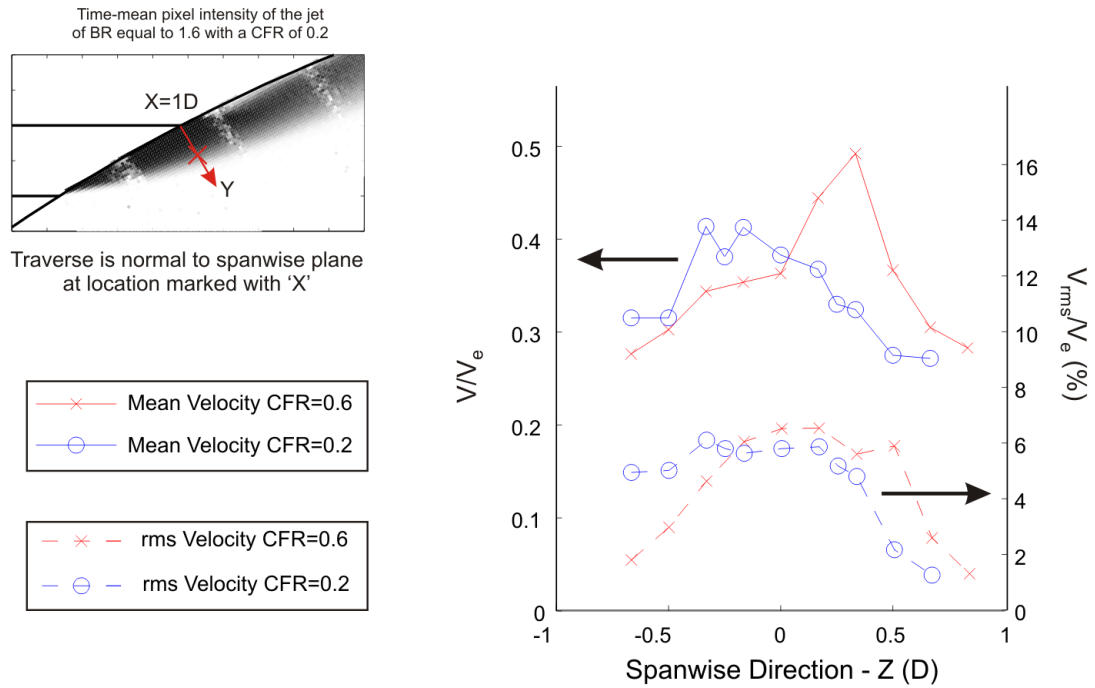 Time-mean pixel intensity of the jet
of BR equal to 1.6 with a CFR of 0.2
X=1D
Y
Traverse is normal to spanwise plane
at location marked with ‘X’
Mean Velocity CFR=0.6
Mean Velocity CFR=0.2
rms Velocity CFR=0.6
rms Velocity CFR=0.2
V/Ve
0.5
0.4
0.3
0.2
0.1
0
16
14
12
10
8
6
4
2
0
Vrms/Ve (%)
-1
-0.5
0
0.5
1
Spanwise Direction - Z (D)